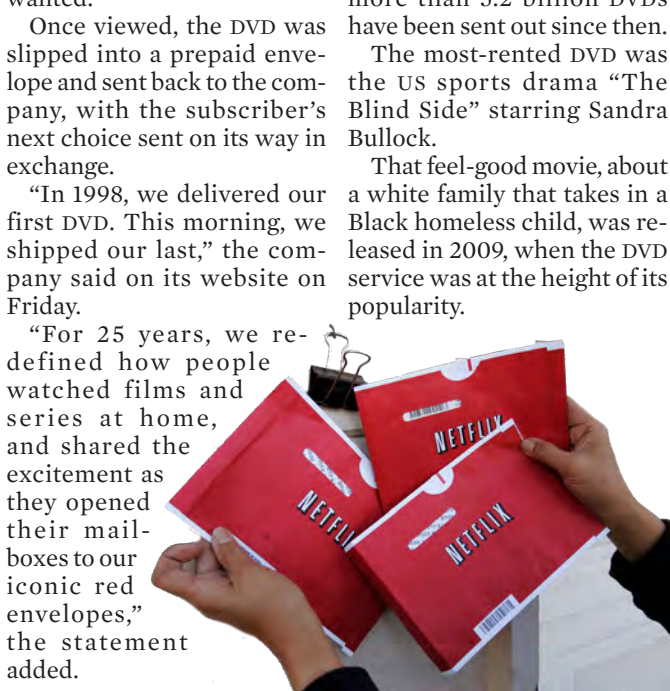 wanted.
Once viewed, the DVD was
slipped into a prepaid enve-
lope and sent back to the com-
pany, with the subscriber's
next choice sent on its way in
exchange.
“In 1998, we delivered our
first DVD. This morning, we
shipped our last,” the com-
pany said on its website on
Friday.
“For 25 years, we re-
defined how people
watched films and
series at home,
and shared the
excitement as
they opened
their mail-
boxes to our
iconic red
envelopes,”
the statement
added.
more than 5.2 billion DVDs
have been sent out since then.
The most-rented DVD was
the US sports drama “The
Blind Side” starring Sandra
Bullock.
That feel-good movie, about
a white family that takes in a
Black homeless child, was re-
leased in 2009, when the DVD
service was at the height of its
popularity.
NETFLIX
NETFLIX
NETFLIX